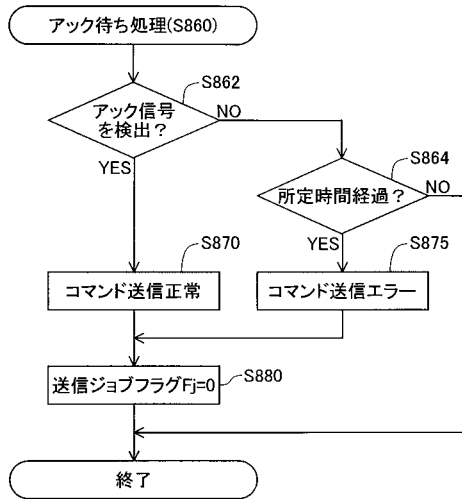 アック待ち処理(S860)
S862
アック信号
を検出？
NO
YES
S864
所定時間経過？
NO
YES
S870
コマンド送信正常
S875
コマンド送信エラー
送信ジョブフラグFj=0
S880
終了